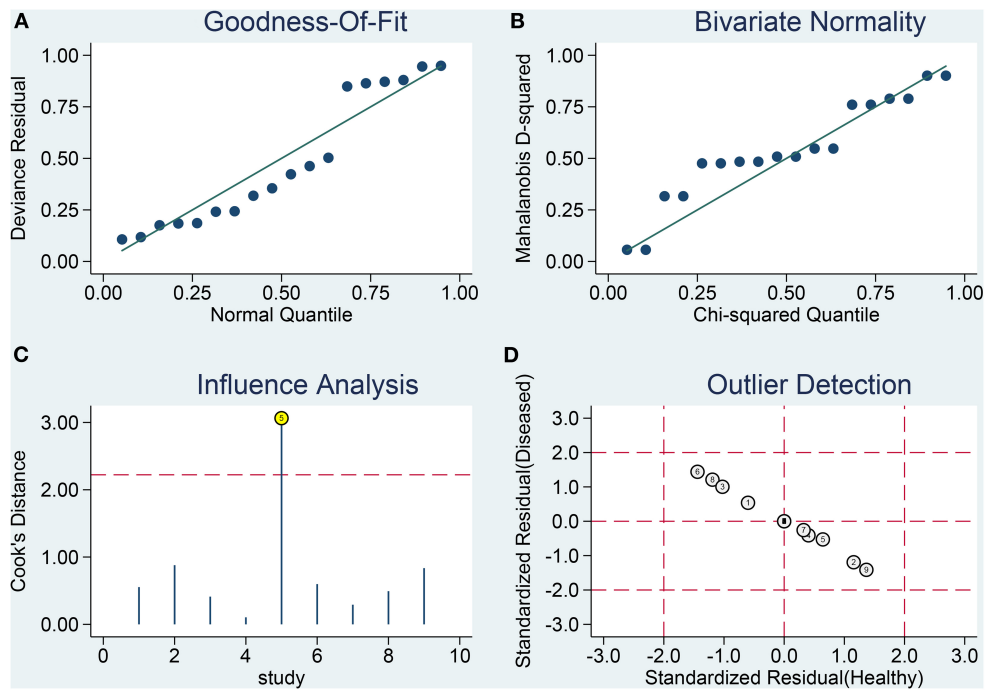 A
Goodness-Of-Fit
Deviance Residual
1.00
0.75
0.50
0.25
0.00
0.00 0.25 0.50 0.75 1.00
Normal Quantile
B
Bivariate Normality
Mahalanobis D-squared
1.00
0.75
0.50
0.25
0.00
0.00 0.25 0.50 0.75 1.00
Chi-squared Quantile
C
Influence Analysis
Cook's Distance
3.00
2.00
1.00
0.00
5
0 2 4 6 8 10
study
D
Outlier Detection
Standardized Residual(Diseased)
3.0
2.0
1.0
0.0
-1.0
-2.0
-3.0
6
8
3
1
7
5
2
9
-3.0 -2.0 -1.0 0.0 1.0 2.0 3.0
Standardized Residual(Healthy)